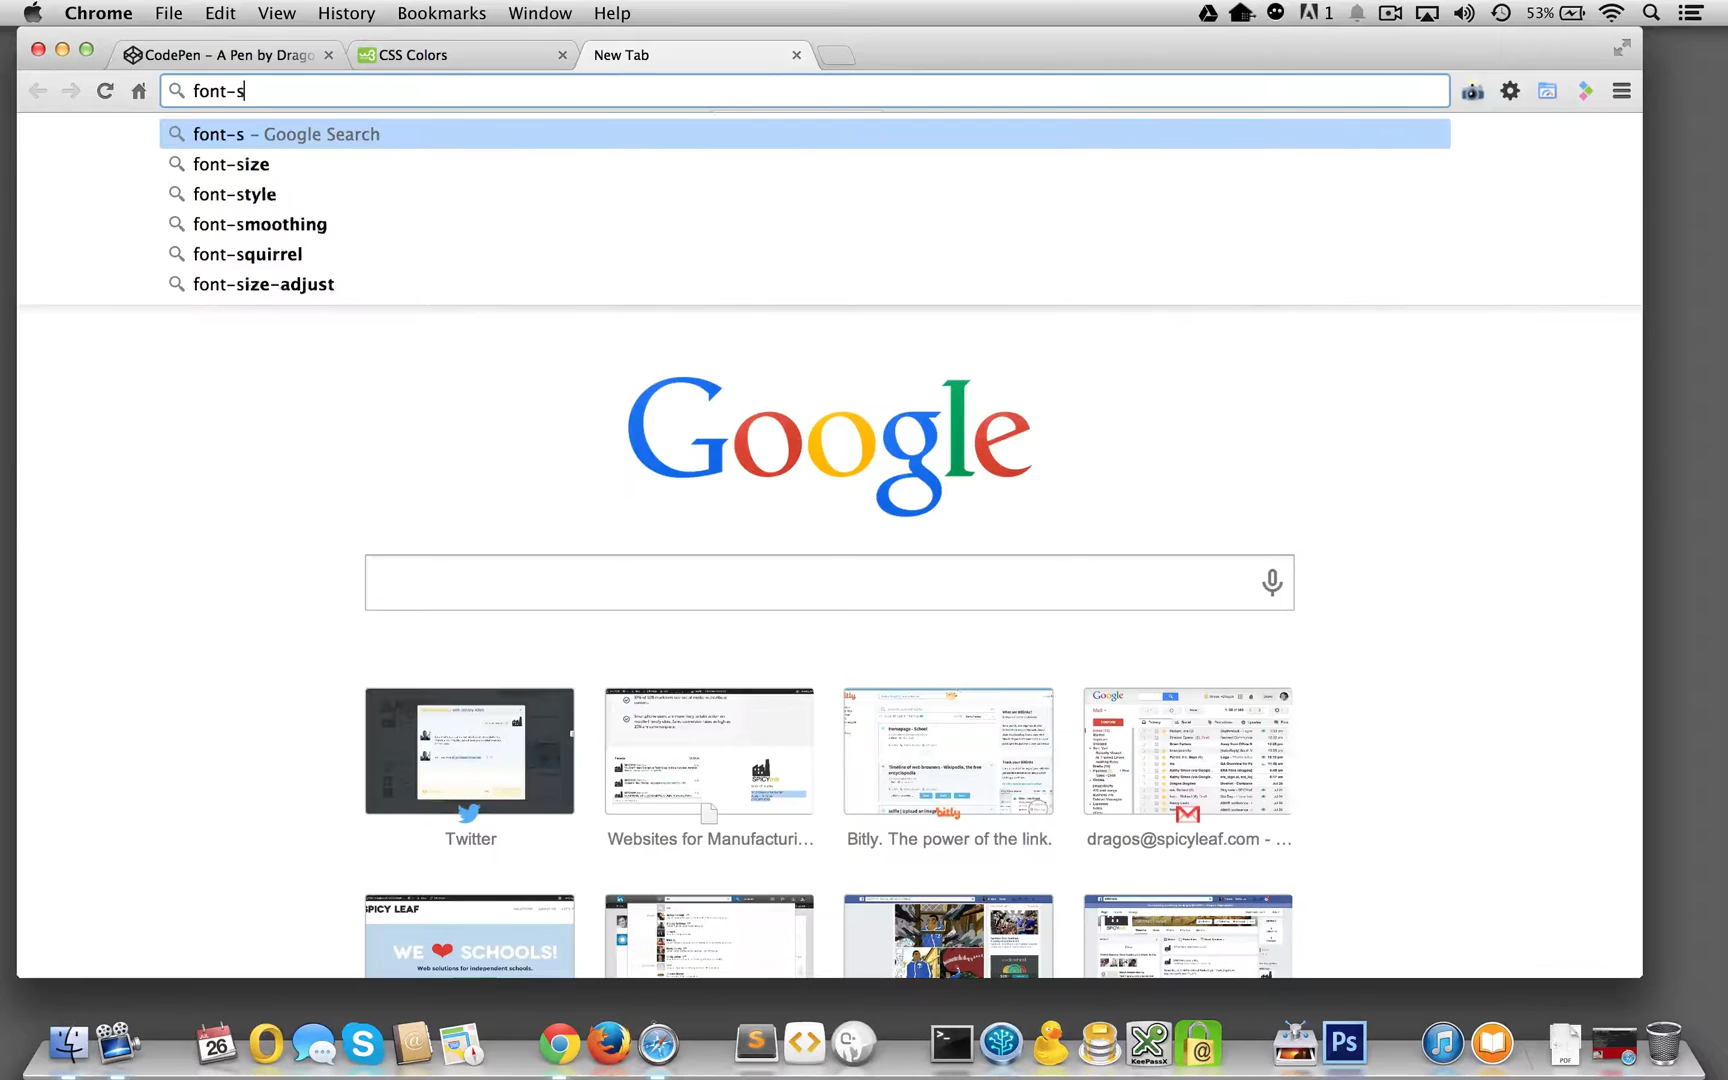 Chrome File Edit View History Bookmarks Window Help 1 53%
CodePen - A Pen by Drago CSS Colors New Tab
font-s
font-s - Google Search
font-size
font-style
font-smoothing
font-squirrel
font-size-adjust
Google
Twitter Websites for Manufacturi... Bitly. The power of the link. dragos@spicyleaf.com - ...
SPICY LEAF
WE ❤ SCHOOLS!
Web solutions for independent schools.
26